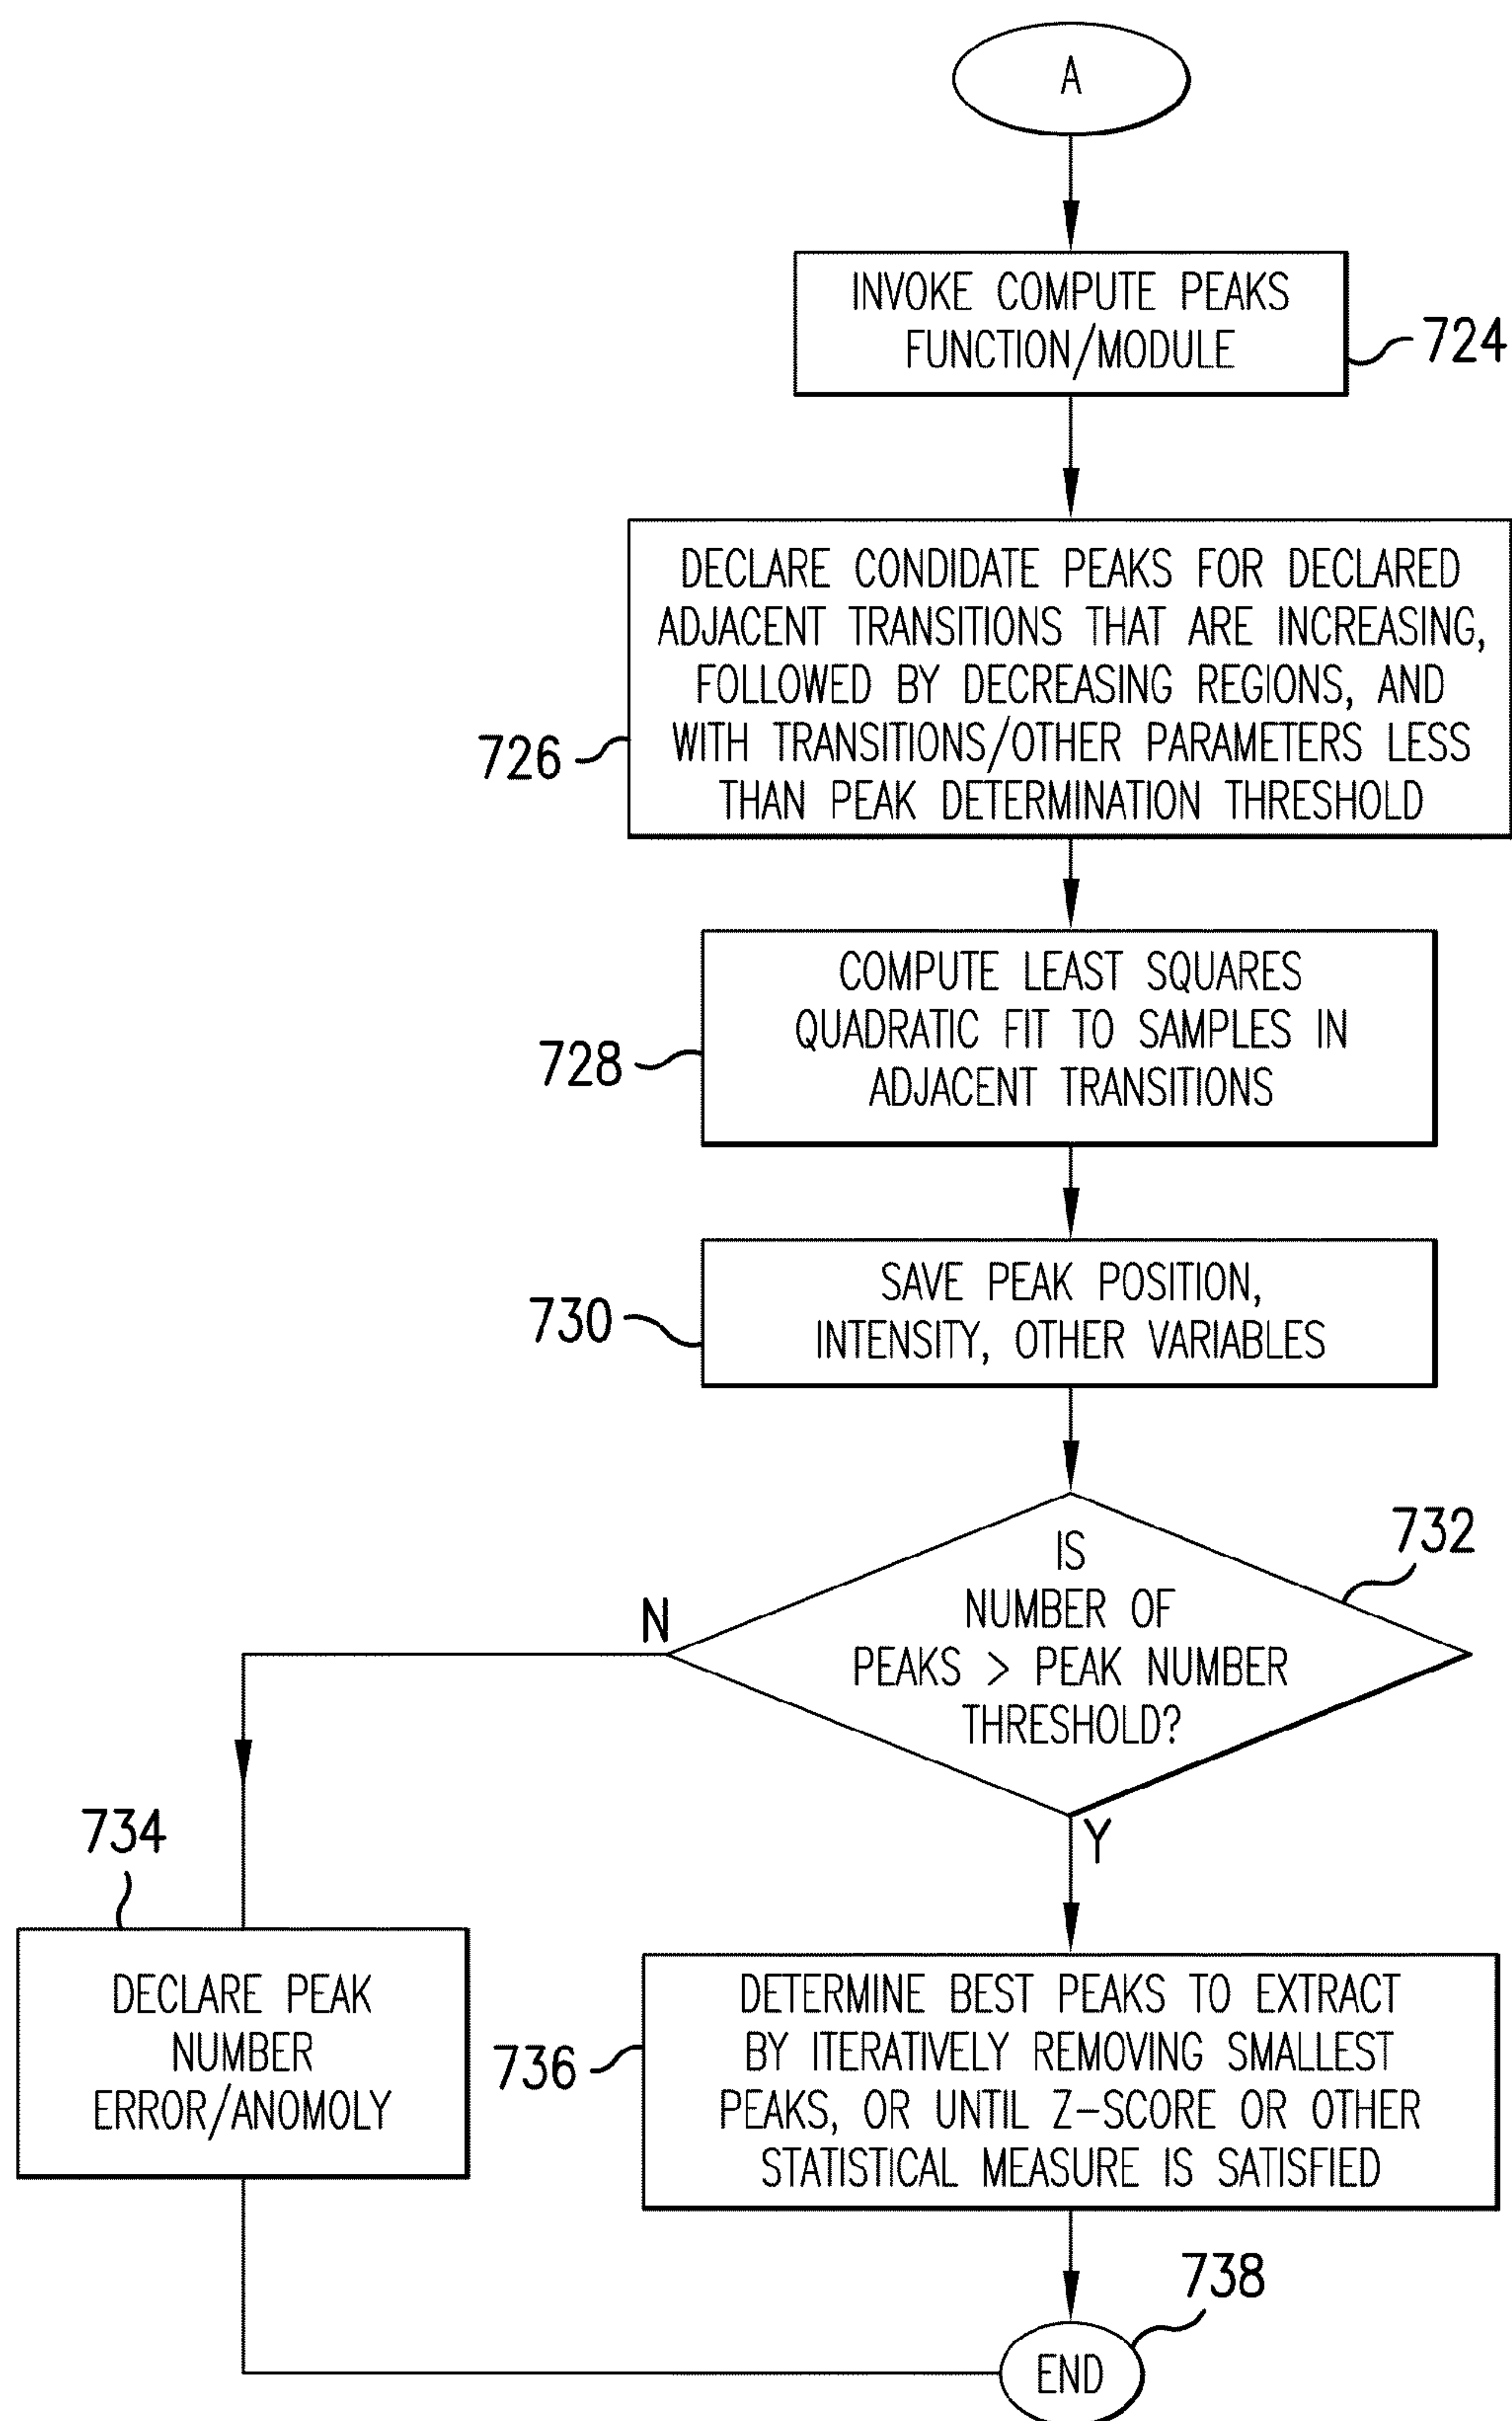 A
INVOKE COMPUTE PEAKS
FUNCTION/MODULE
724
DECLARE CONDIDATE PEAKS FOR DECLARED
ADJACENT TRANSITIONS THAT ARE INCREASING,
FOLLOWED BY DECREASING REGIONS, AND
WITH TRANSITIONS/OTHER PARAMETERS LESS
THAN PEAK DETERMINATION THRESHOLD
726
COMPUTE LEAST SQUARES
QUADRATIC FIT TO SAMPLES IN
ADJACENT TRANSITIONS
728
SAVE PEAK POSITION,
INTENSITY, OTHER VARIABLES
730
IS
NUMBER OF
PEAKS > PEAK NUMBER
THRESHOLD?
732
N
Y
734
DECLARE PEAK
NUMBER
ERROR/ANOMOLY
DETERMINE BEST PEAKS TO EXTRACT
BY ITERATIVELY REMOVING SMALLEST
PEAKS, OR UNTIL Z-SCORE OR OTHER
STATISTICAL MEASURE IS SATISFIED
736
738
END